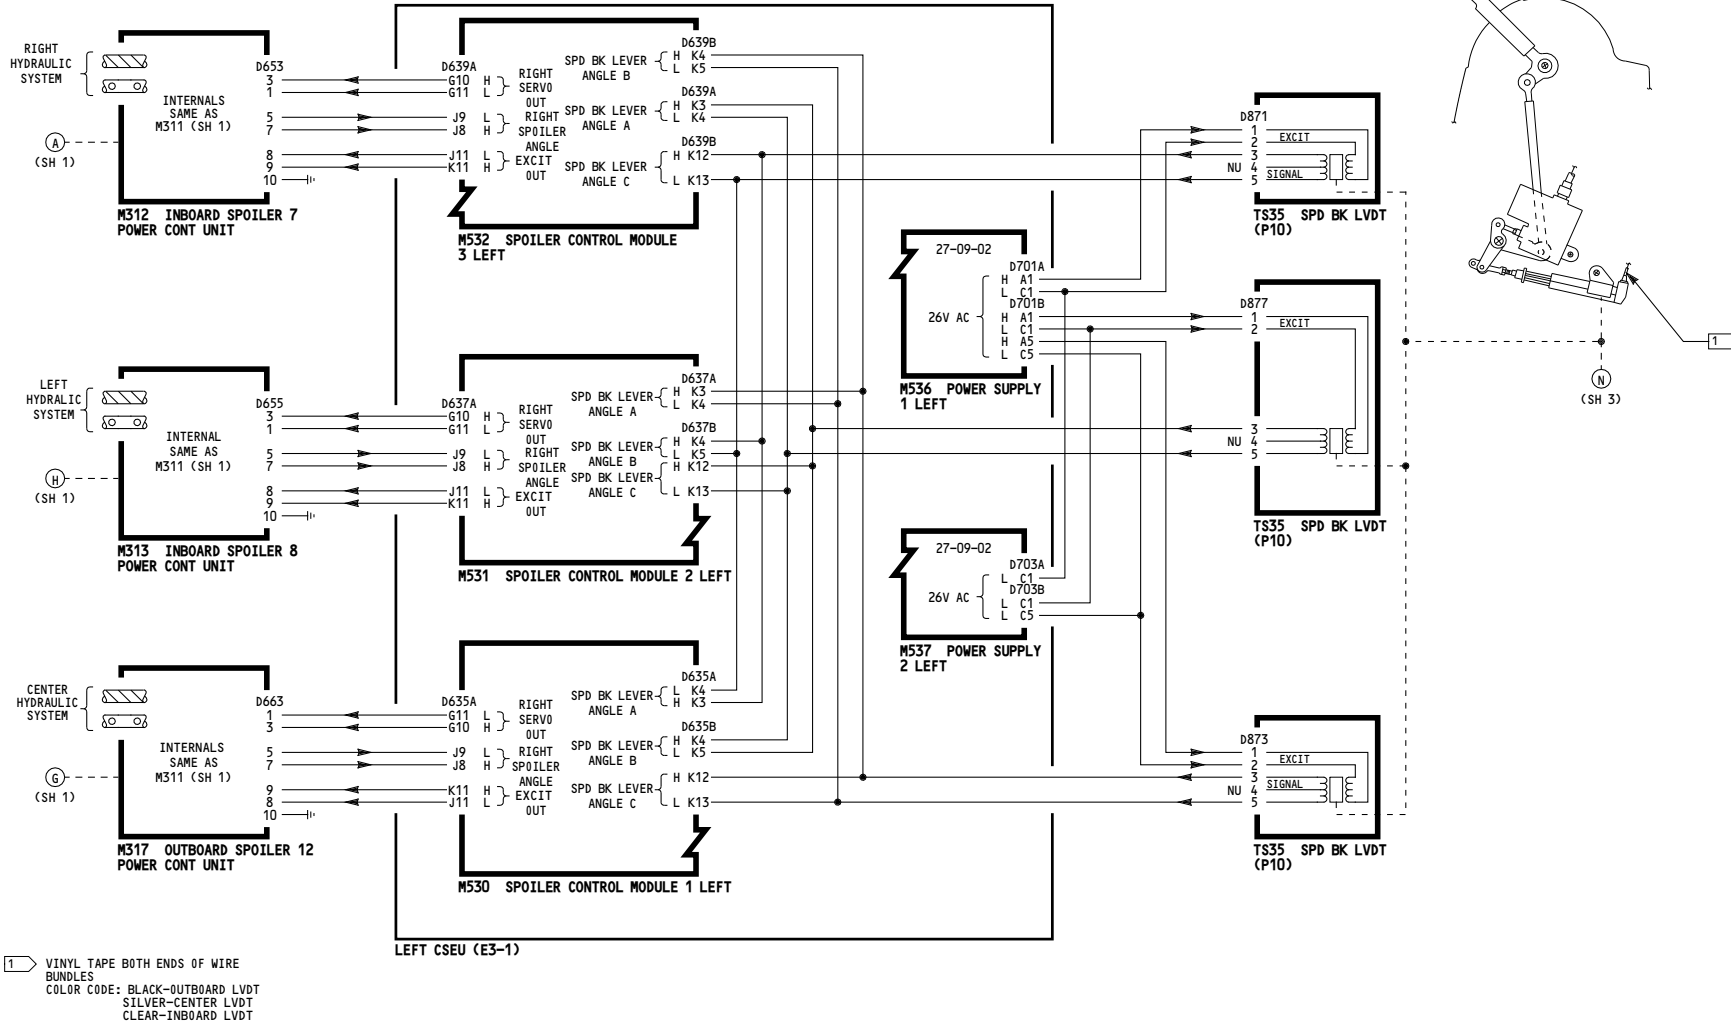 RIGHT
HYDRAULIC
SYSTEM
D653
3
1
5
7
8
9
10
INTERNALS
SAME AS
M311 (SH 1)
A
(SH 1)
M312 INBOARD SPOILER 7
POWER CONT UNIT
D639A
G10 H
G11 L
RIGHT
SERVO
OUT
J9 L
J8 H
RIGHT
SPOILER
ANGLE
J11 L
K11 H
EXCIT
OUT
D639B
SPD BK LEVER
ANGLE B
H K4
L K5
D639A
SPD BK LEVER
ANGLE A
H K3
L K4
D639B
SPD BK LEVER
ANGLE C
H K12
L K13
M532 SPOILER CONTROL MODULE
3 LEFT
LEFT
HYDRALIC
SYSTEM
D655
3
1
5
7
8
9
10
INTERNAL
SAME AS
M311 (SH 1)
H
(SH 1)
M313 INBOARD SPOILER 8
POWER CONT UNIT
D637A
G10 H
G11 L
RIGHT
SERVO
OUT
J9 L
J8 H
RIGHT
SPOILER
ANGLE
J11 L
K11 H
EXCIT
OUT
D637A
SPD BK LEVER
ANGLE A
H K3
L K4
D637B
SPD BK LEVER
ANGLE B
H K4
L K5
SPD BK LEVER
ANGLE C
H K12
L K13
M531 SPOILER CONTROL MODULE 2 LEFT
CENTER
HYDRAULIC
SYSTEM
D663
1
3
5
7
9
8
10
INTERNALS
SAME AS
M311 (SH 1)
G
(SH 1)
M317 OUTBOARD SPOILER 12
POWER CONT UNIT
D635A
G11 L
G10 H
RIGHT
SERVO
OUT
J9 L
J8 H
RIGHT
SPOILER
ANGLE
K11 H
J11 L
EXCIT
OUT
D635A
SPD BK LEVER
ANGLE A
L K4
H K3
D635B
SPD BK LEVER
ANGLE B
H K4
L K5
SPD BK LEVER
ANGLE C
H K12
L K13
M530 SPOILER CONTROL MODULE 1 LEFT
LEFT CSEU (E3-1)
27-09-02
26V AC
D701A
H A1
L C1
D701B
H A1
L C1
H A5
L C5
M536 POWER SUPPLY
1 LEFT
27-09-02
26V AC
D703A
L C1
D703B
L C1
L C5
M537 POWER SUPPLY
2 LEFT
D871
1
2 EXCIT
3
NU 4
5 SIGNAL
TS35 SPD BK LVDT
(P10)
D877
1
2 EXCIT
3
NU 4
5
TS35 SPD BK LVDT
(P10)
D873
1
2 EXCIT
3
NU 4 SIGNAL
5
TS35 SPD BK LVDT
(P10)
1
N
(SH 3)
1 VINYL TAPE BOTH ENDS OF WIRE
BUNDLES
COLOR CODE: BLACK-OUTBOARD LVDT
SILVER-CENTER LVDT
CLEAR-INBOARD LVDT